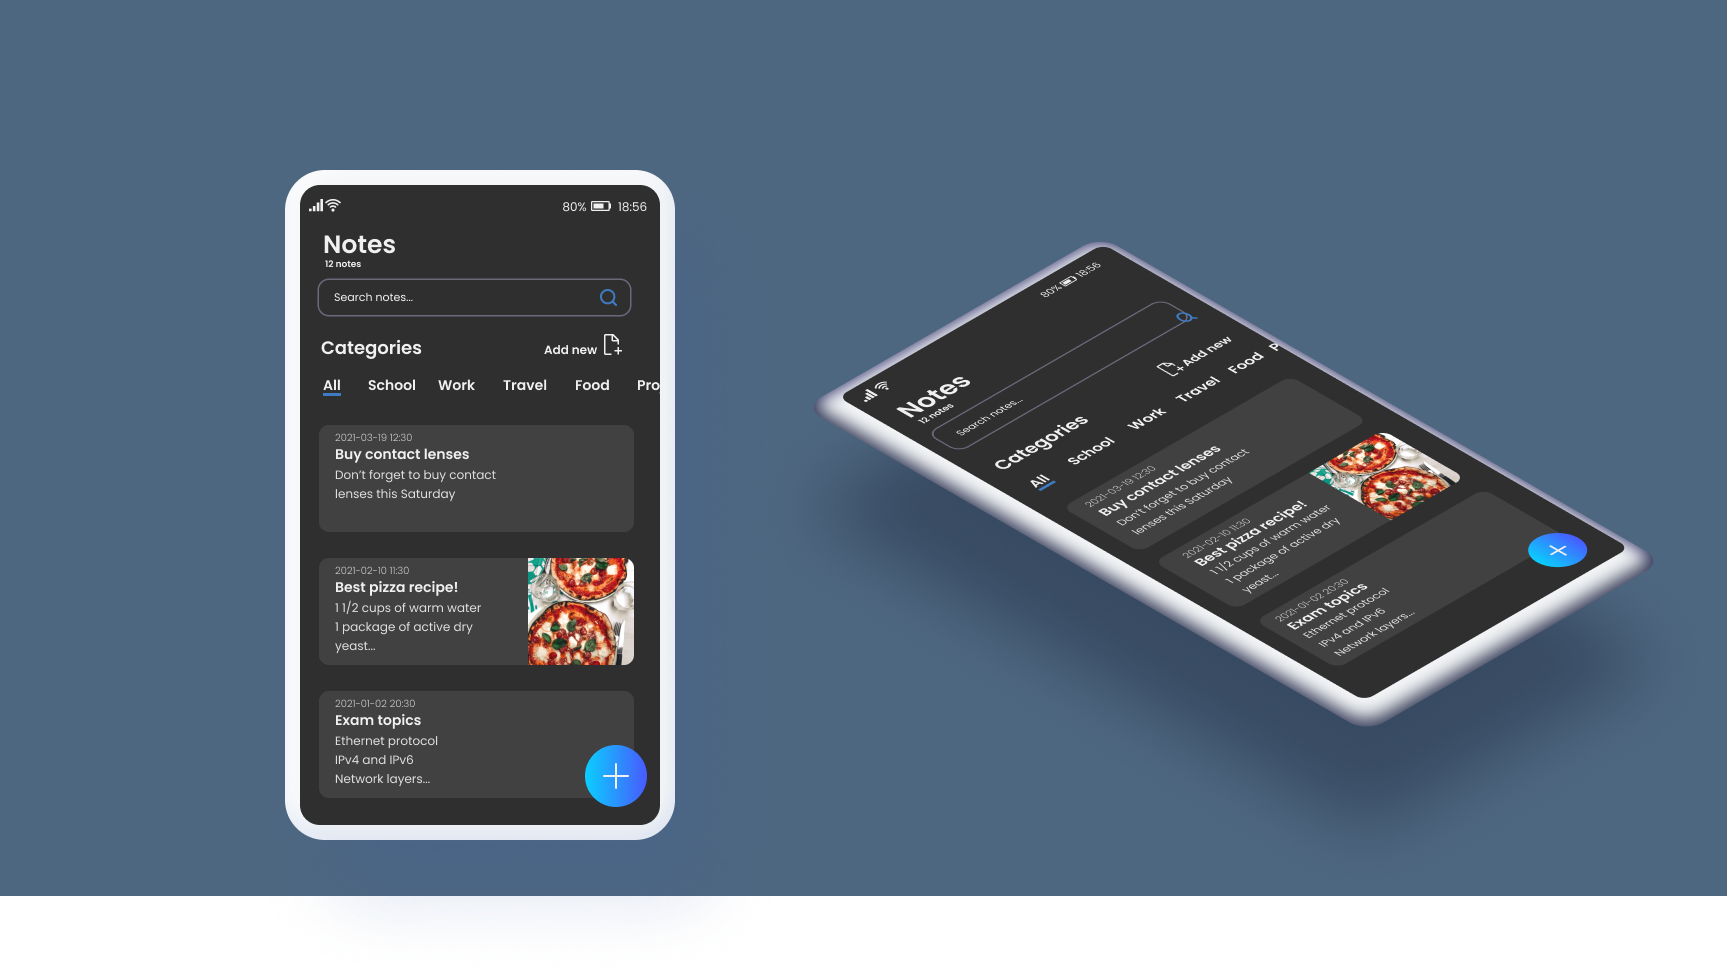 80% 18:56
Notes
12 notes
Search notes...
Categories
Add new
All School Work Travel Food Pro
2021-03-19 12:30
Buy contact lenses
Don't forget to buy contact
lenses this Saturday
2021-02-10 11:30
Best pizza recipe!
1 1/2 cups of warm water
1 package of active dry
yeast...
2021-01-02 20:30
Exam topics
Ethernet protocol
IPv4 and IPv6
Network layers...
80% 18:56
Notes
12 notes
Search notes...
Categories
Add new
All School Work Travel Food P
2021-03-19 12:30
Buy contact lenses
Don't forget to buy contact
lenses this Saturday
2021-02-10 11:30
Best pizza recipe!
1 1/2 cups of warm water
1 package of active dry
yeast...
2021-01-02 20:30
Exam topics
Ethernet protocol
IPv4 and IPv6
Network layers...